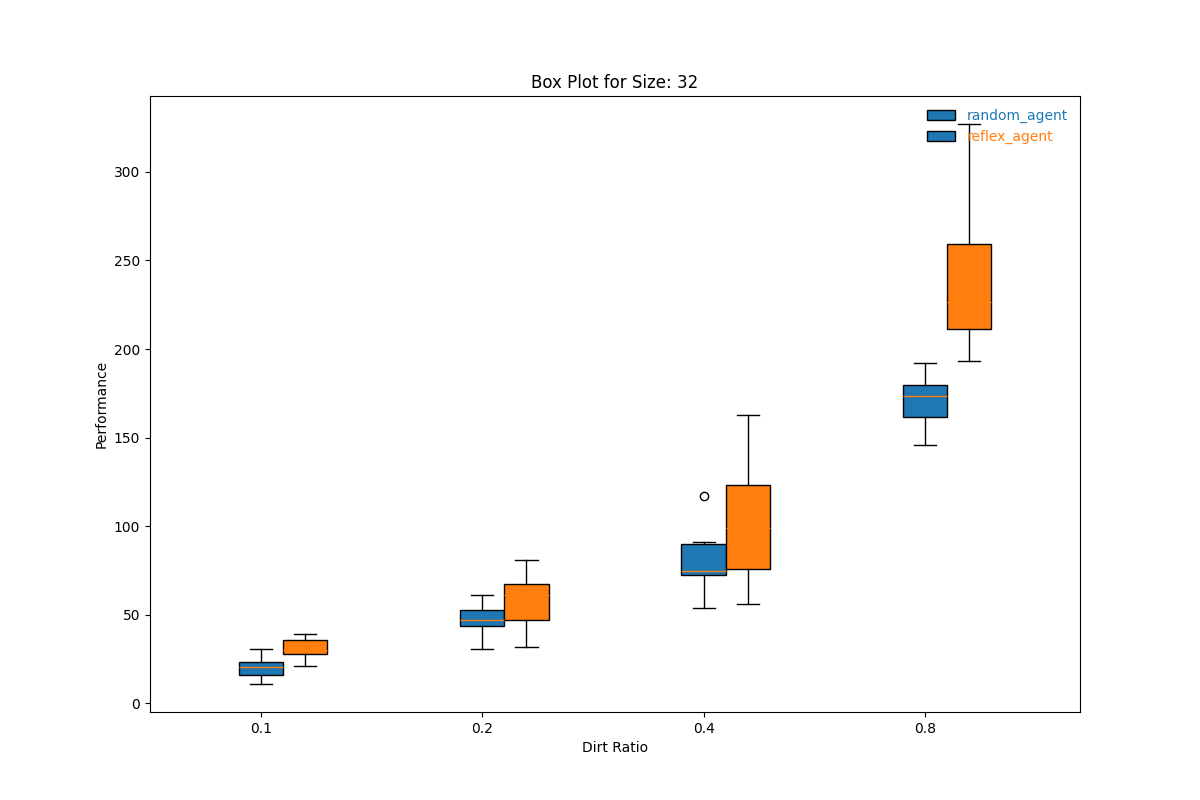 Box Plot for Size: 32
random_agent
reflex_agent
Performance
300
250
200
150
100
50
0
0.1 0.2 0.4 0.8
Dirt Ratio